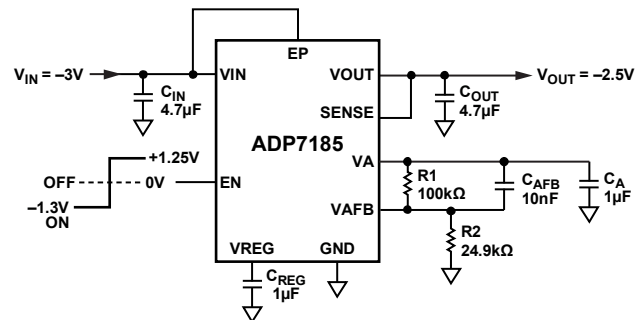 EP
V_IN = –3V
VIN
VOUT
V_OUT = –2.5V
C_IN
4.7µF
SENSE
C_OUT
4.7µF
ADP7185
+1.25V
OFF
0V
EN
–1.3V
ON
VA
R1
100kΩ
C_AFB
10nF
C_A
1µF
VAFB
R2
24.9kΩ
VREG
GND
C_REG
1µF